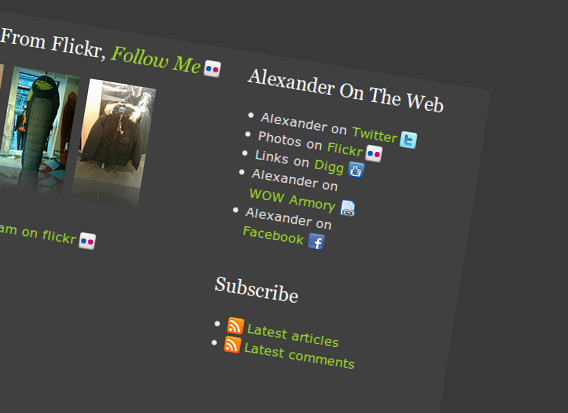 From Flickr, Follow Me
am on flickr
Alexander On The Web
Alexander on Twitter
Photos on Flickr
Links on Digg
Alexander on
WOW Armory
Alexander on
Facebook
Subscribe
Latest articles
Latest comments